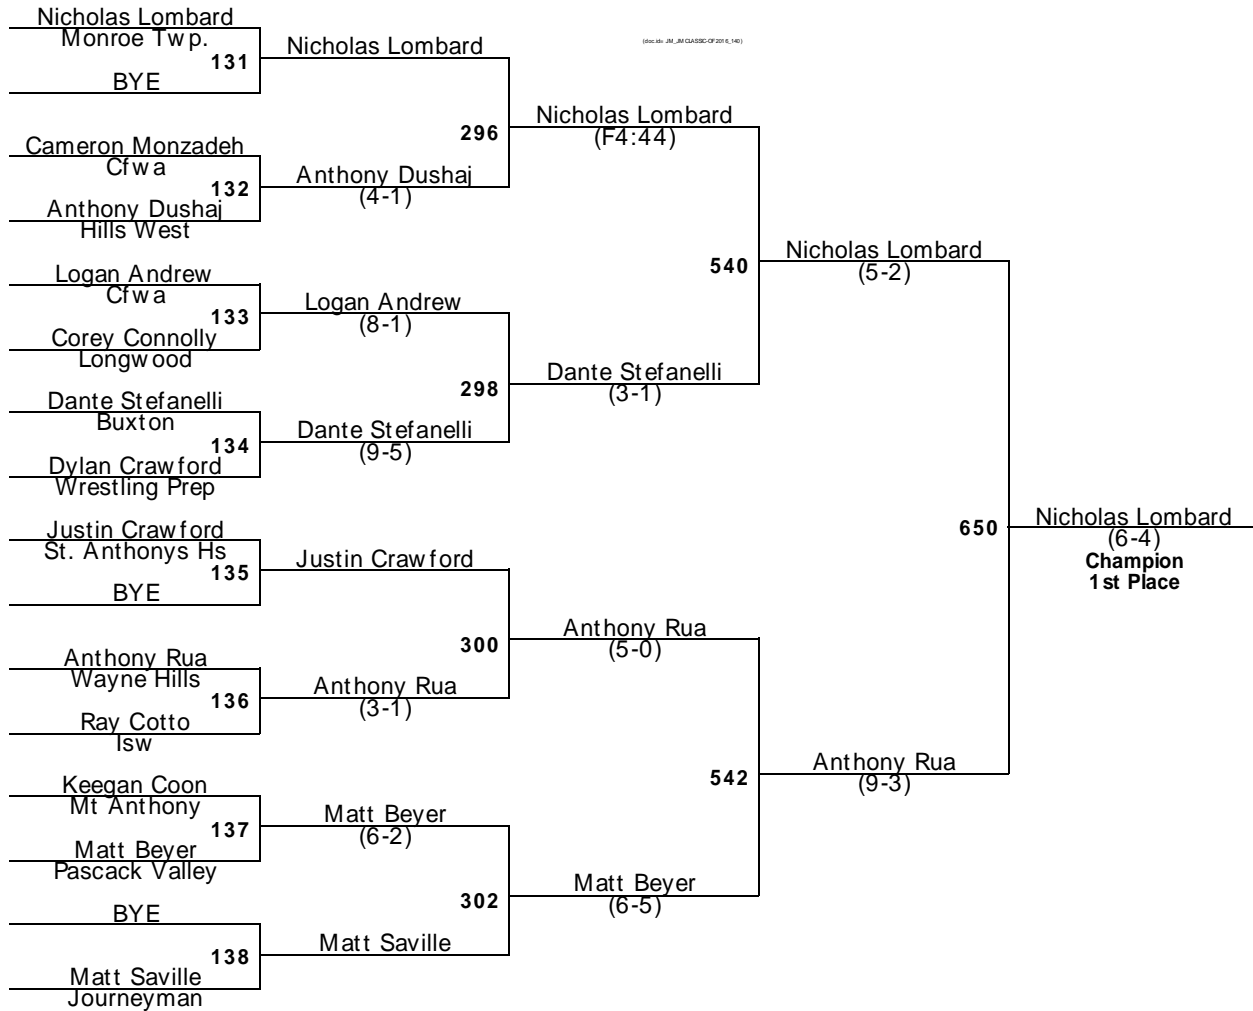 Nicholas Lombard
Monroe Twp.
131
BYE
Cameron Monzadeh
Cfwa
132
Anthony Dushaj
Hills West
Logan Andrew
Cfwa
133
Corey Connolly
Longwood
Dante Stefanelli
Buxton
134
Dylan Crawford
Wrestling Prep
Justin Crawford
St. Anthonys Hs
135
BYE
Anthony Rua
Wayne Hills
136
Ray Cotto
Isw
Keegan Coon
Mt Anthony
137
Matt Beyer
Pascack Valley
BYE
138
Matt Saville
Journeyman
Nicholas Lombard
296
Anthony Dushaj
(4-1)
Logan Andrew
(8-1)
298
Dante Stefanelli
(9-5)
Justin Crawford
300
Anthony Rua
(3-1)
Matt Beyer
(6-2)
302
Matt Saville
(doc.id= JM_JMCLASSIC-OF2016_140)
Nicholas Lombard
(F4:44)
540
Dante Stefanelli
(3-1)
Anthony Rua
(5-0)
542
Matt Beyer
(6-5)
Nicholas Lombard
(5-2)
650
Anthony Rua
(9-3)
Nicholas Lombard
(6-4)
Champion
1st Place